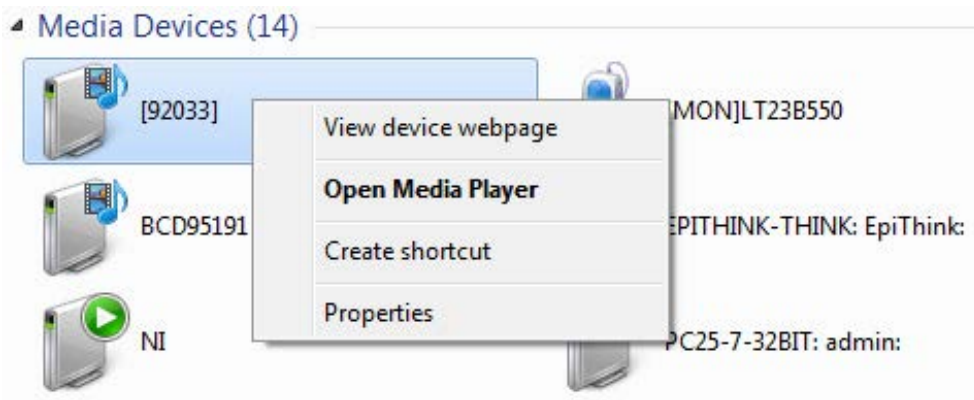 Media Devices (14)
[92033]
MON]LT23B550
View device webpage
Open Media Player
BCD95191
EPITHINK-THINK: EpiThink:
Create shortcut
Properties
NI
PC25-7-32BIT: admin: